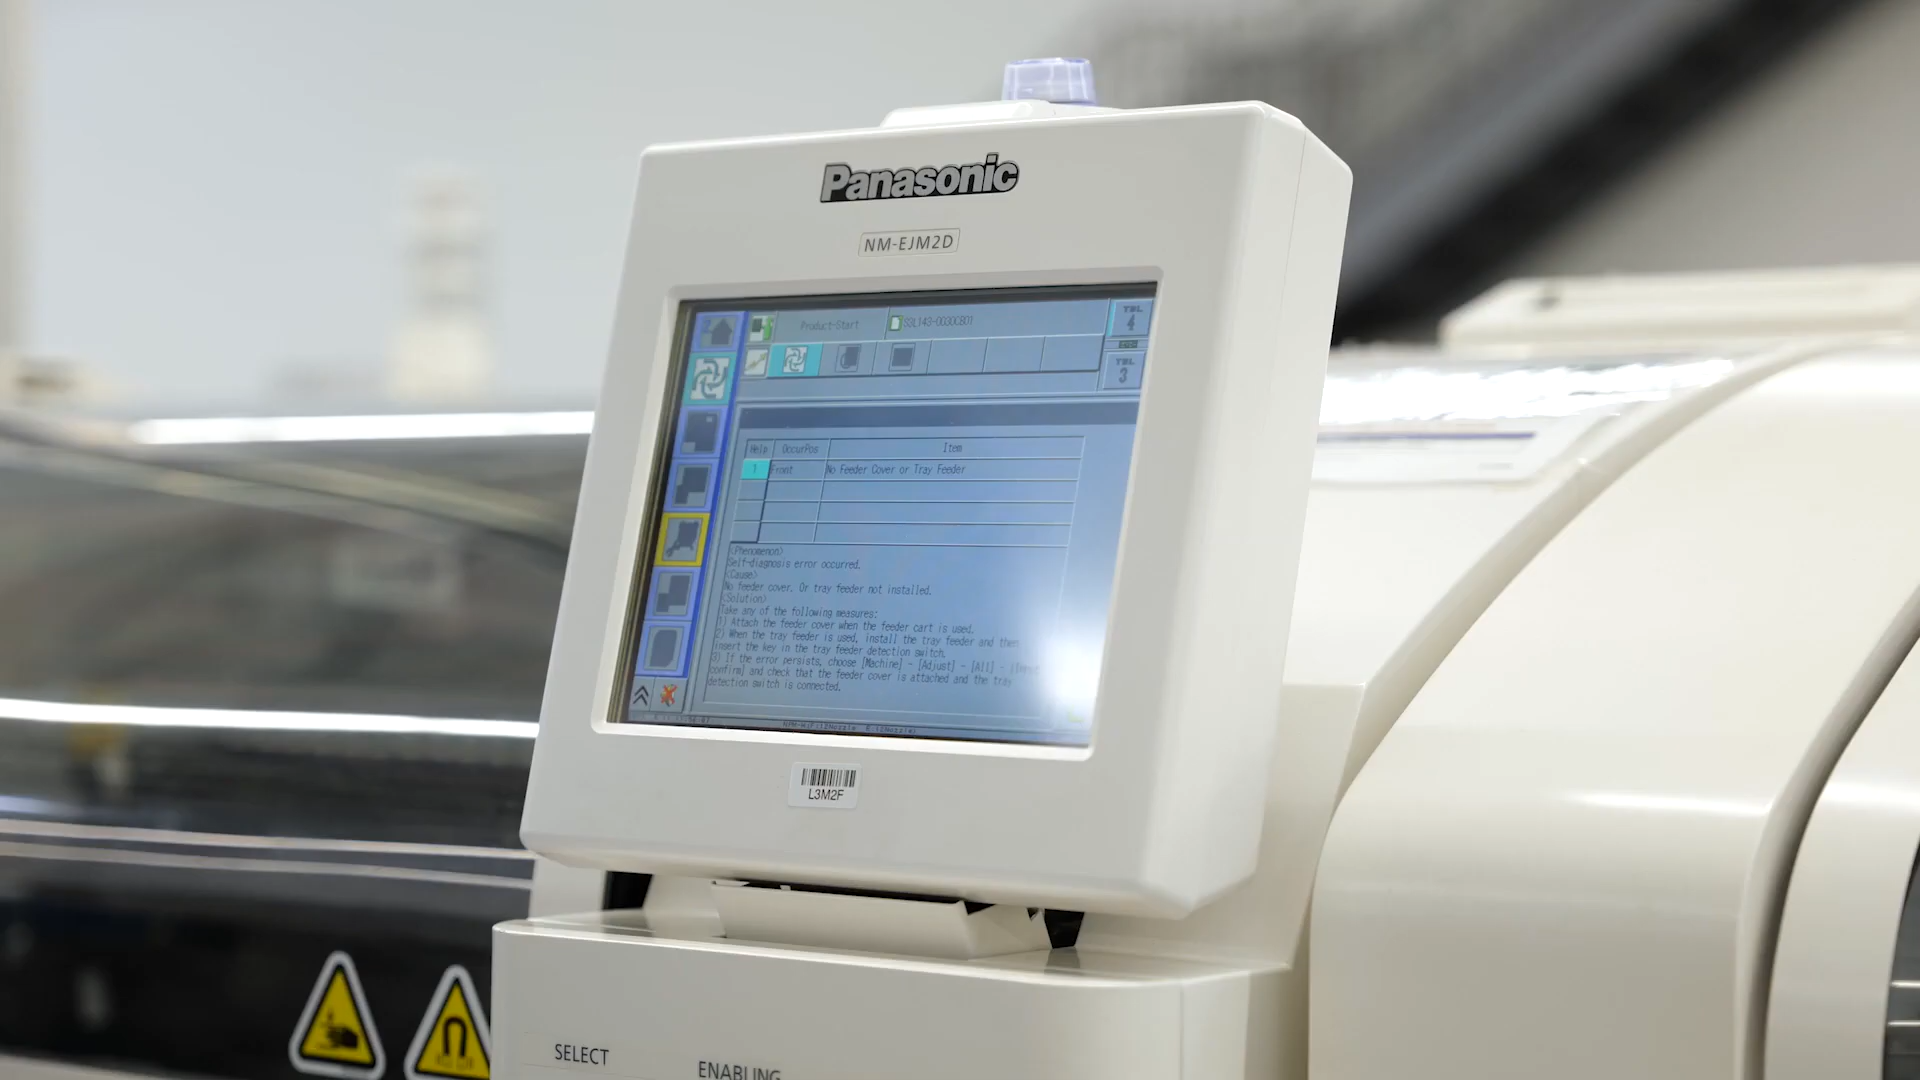 Panasonic
NM-EJM2D
Product-Start
TBL
4
TBL
3
Help OccurPos Item
1 Front No Feeder Cover or Tray Feeder
<Phenomenon>
Self-diagnosis error occurred.
<Cause>
No feeder cover. Or tray feeder not installed.
<Solution>
Take any of the following measures:
1) Attach the feeder cover when the feeder cart is used.
2) When the tray feeder is used, install the tray feeder and then
insert the key in the tray feeder detection switch.
3) If the error persists, choose [Machine] - [Adjust] - [All] - [Input
confirm] and check that the feeder cover is attached and the tray
detection switch is connected.
L3M2F
SELECT
ENABLING